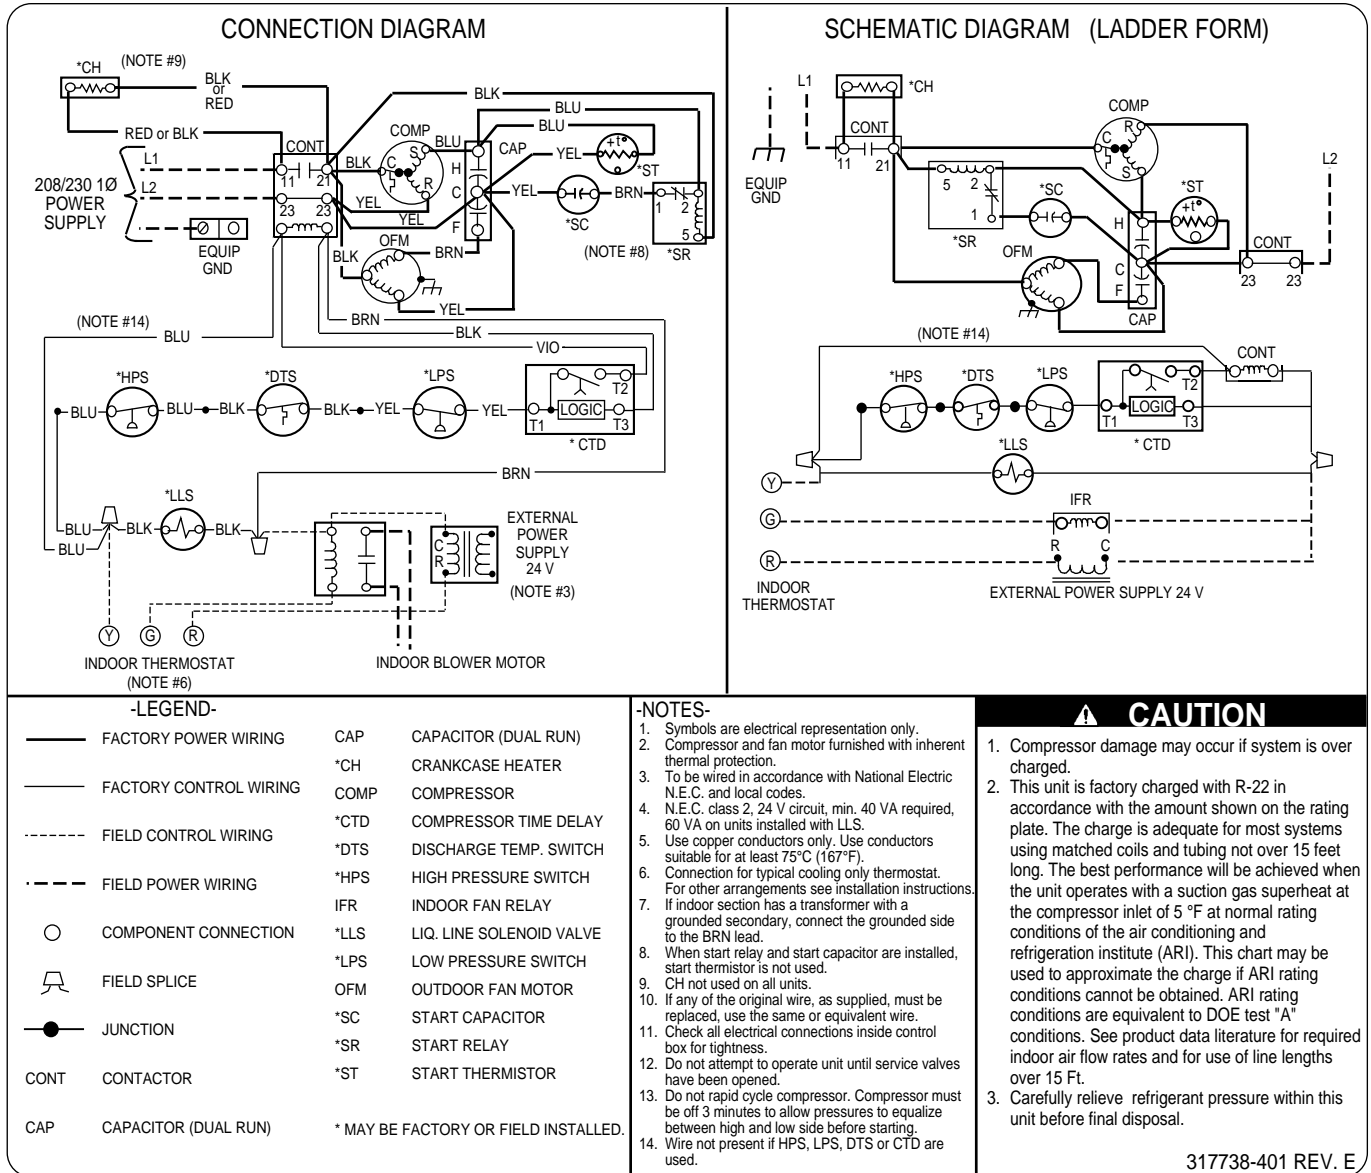 CONNECTION DIAGRAM
*CH
(NOTE #9)
BLK
or
RED
RED or BLK
L1
L2
208/230 1Ø
POWER
SUPPLY
EQUIP
GND
CONT
11
21
23
23
BLK
COMP
C
S
R
BLU
YEL
YEL
BLK
OFM
BRN
YEL
BLK
BLU
BLU
CAP
H
C
F
YEL
YEL
+t°
*ST
*SC
BRN
1
2
5
*SR
(NOTE #8)
(NOTE #14)
BLU
BRN
BLK
VIO
*HPS
*DTS
*LPS
BLU
BLU
BLK
BLK
YEL
YEL
T1
LOGIC
T2
T3
* CTD
BRN
*LLS
BLU
BLU
BLK
BLK
C
R
EXTERNAL
POWER
SUPPLY
24 V
(NOTE #3)
Y
G
R
INDOOR THERMOSTAT
(NOTE #6)
INDOOR BLOWER MOTOR
SCHEMATIC DIAGRAM (LADDER FORM)
L1
*CH
EQUIP
GND
CONT
11
21
COMP
R
C
S
L2
5
2
1
*SR
*SC
*ST
+t°
H
C
F
CAP
OFM
CONT
23
23
(NOTE #14)
CONT
*HPS
*DTS
*LPS
T1
LOGIC
T2
T3
* CTD
*LLS
Y
G
R
IFR
R
C
INDOOR
THERMOSTAT
EXTERNAL POWER SUPPLY 24 V
-LEGEND-
FACTORY POWER WIRING
FACTORY CONTROL WIRING
FIELD CONTROL WIRING
FIELD POWER WIRING
COMPONENT CONNECTION
FIELD SPLICE
JUNCTION
CONT CONTACTOR
CAP CAPACITOR (DUAL RUN)
CAP CAPACITOR (DUAL RUN)
*CH CRANKCASE HEATER
COMP COMPRESSOR
*CTD COMPRESSOR TIME DELAY
*DTS DISCHARGE TEMP. SWITCH
*HPS HIGH PRESSURE SWITCH
IFR INDOOR FAN RELAY
*LLS LIQ. LINE SOLENOID VALVE
*LPS LOW PRESSURE SWITCH
OFM OUTDOOR FAN MOTOR
*SC START CAPACITOR
*SR START RELAY
*ST START THERMISTOR
* MAY BE FACTORY OR FIELD INSTALLED.
-NOTES-
1. Symbols are electrical representation only.
2. Compressor and fan motor furnished with inherent
thermal protection.
3. To be wired in accordance with National Electric
N.E.C. and local codes.
4. N.E.C. class 2, 24 V circuit, min. 40 VA required,
60 VA on units installed with LLS.
5. Use copper conductors only. Use conductors
suitable for at least 75°C (167°F).
6. Connection for typical cooling only thermostat.
For other arrangements see installation instructions.
7. If indoor section has a transformer with a
grounded secondary, connect the grounded side
to the BRN lead.
8. When start relay and start capacitor are installed,
start thermistor is not used.
9. CH not used on all units.
10. If any of the original wire, as supplied, must be
replaced, use the same or equivalent wire.
11. Check all electrical connections inside control
box for tightness.
12. Do not attempt to operate unit until service valves
have been opened.
13. Do not rapid cycle compressor. Compressor must
be off 3 minutes to allow pressures to equalize
between high and low side before starting.
14. Wire not present if HPS, LPS, DTS or CTD are
used.
CAUTION
1. Compressor damage may occur if system is over
charged.
2. This unit is factory charged with R-22 in
accordance with the amount shown on the rating
plate. The charge is adequate for most systems
using matched coils and tubing not over 15 feet
long. The best performance will be achieved when
the unit operates with a suction gas superheat at
the compressor inlet of 5 °F at normal rating
conditions of the air conditioning and
refrigeration institute (ARI). This chart may be
used to approximate the charge if ARI rating
conditions cannot be obtained. ARI rating
conditions are equivalent to DOE test "A"
conditions. See product data literature for required
indoor air flow rates and for use of line lengths
over 15 Ft.
3. Carefully relieve refrigerant pressure within this
unit before final disposal.
317738-401 REV. E